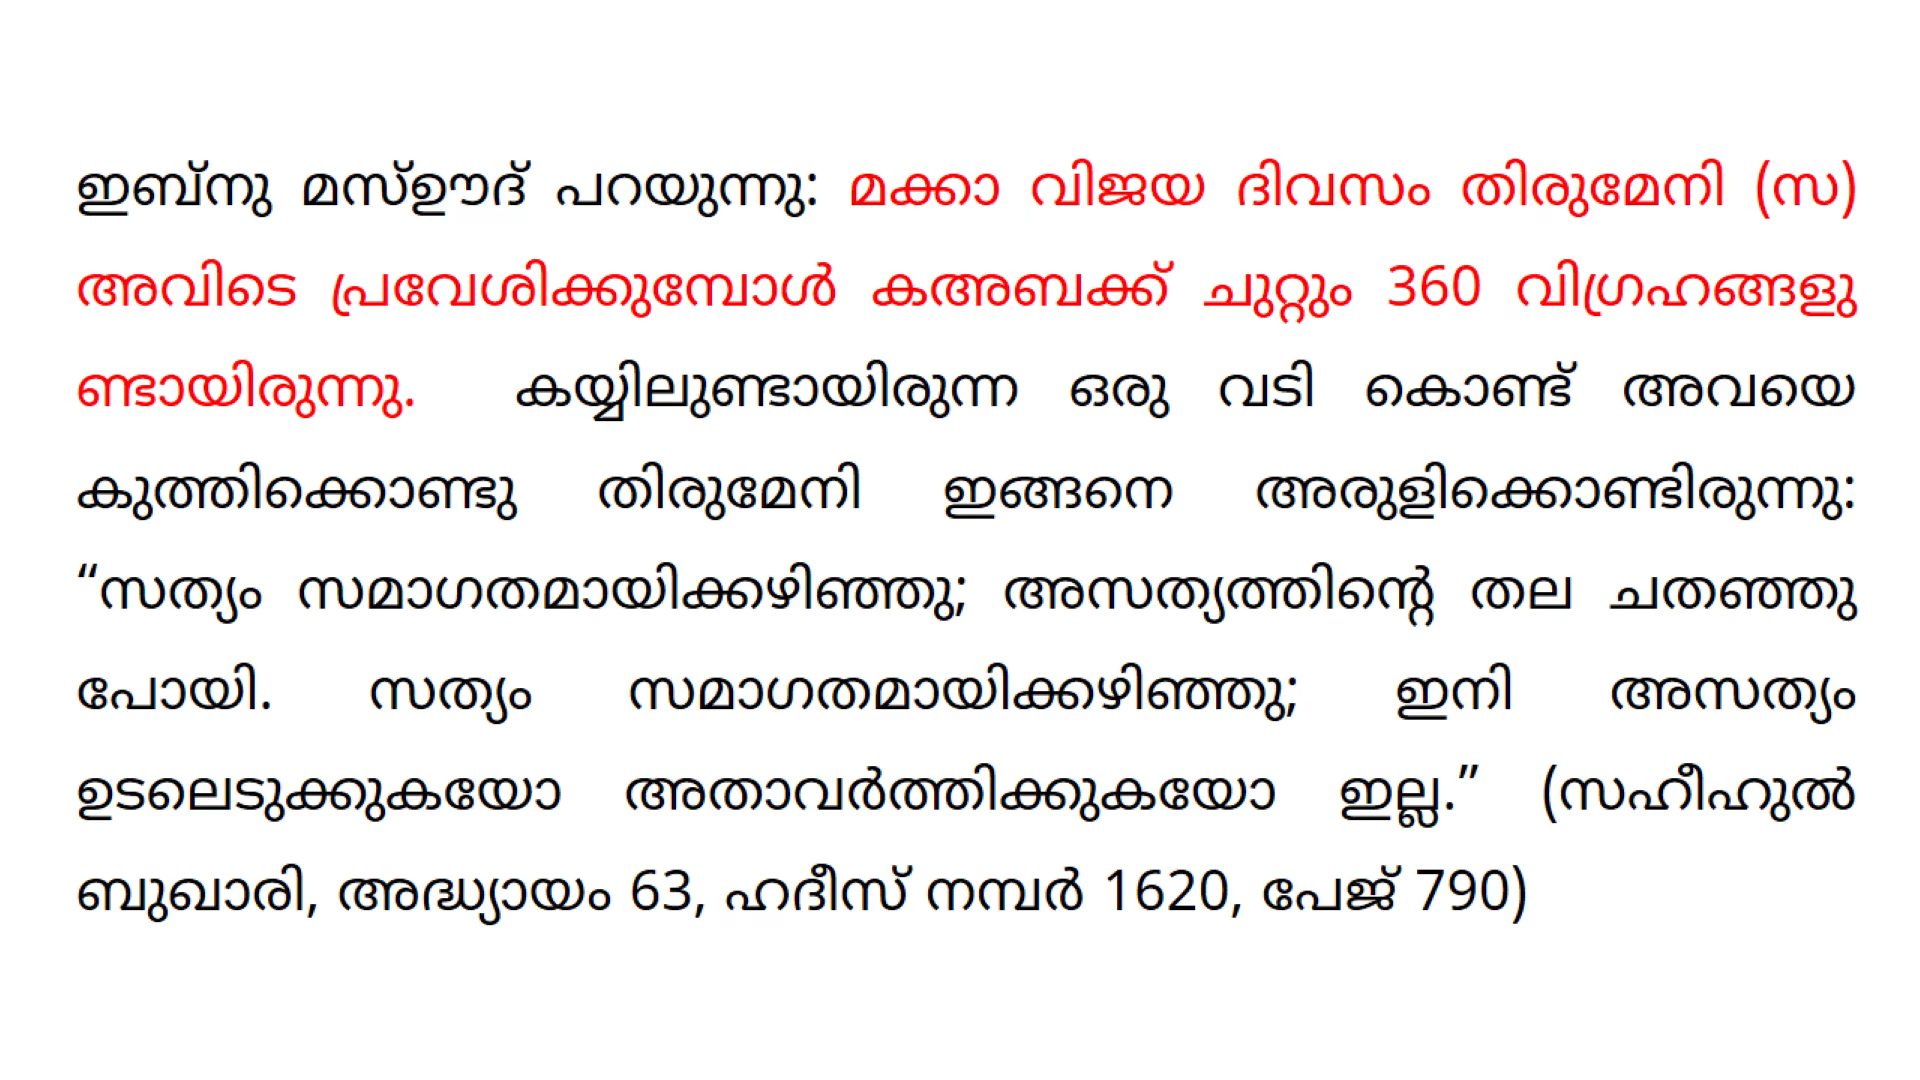 ഇബ്നു മസ്ഊദ് പറയുന്നു: മക്കാ വിജയ ദിവസം തിരുമേനി (സ)
അവിടെ പ്രവേശിക്കുമ്പോൾ കഅബക്ക് ചുറ്റും 360 വിഗ്രഹങ്ങളു
ണ്ടായിരുന്നു. കയ്യിലുണ്ടായിരുന്ന ഒരു വടി കൊണ്ട് അവയെ
കുത്തിക്കൊണ്ടു തിരുമേനി ഇങ്ങനെ അരുളിക്കൊണ്ടിരുന്നു:
“സത്യം സമാഗതമായിക്കഴിഞ്ഞു; അസത്യത്തിന്റെ തല ചതഞ്ഞു
പോയി. സത്യം സമാഗതമായിക്കഴിഞ്ഞു; ഇനി അസത്യം
ഉടലെടുക്കുകയോ അതാവർത്തിക്കുകയോ ഇല്ല.” (സഹീഹുൽ
ബുഖാരി, അദ്ധ്യായം 63, ഹദീസ് നമ്പർ 1620, പേജ് 790)